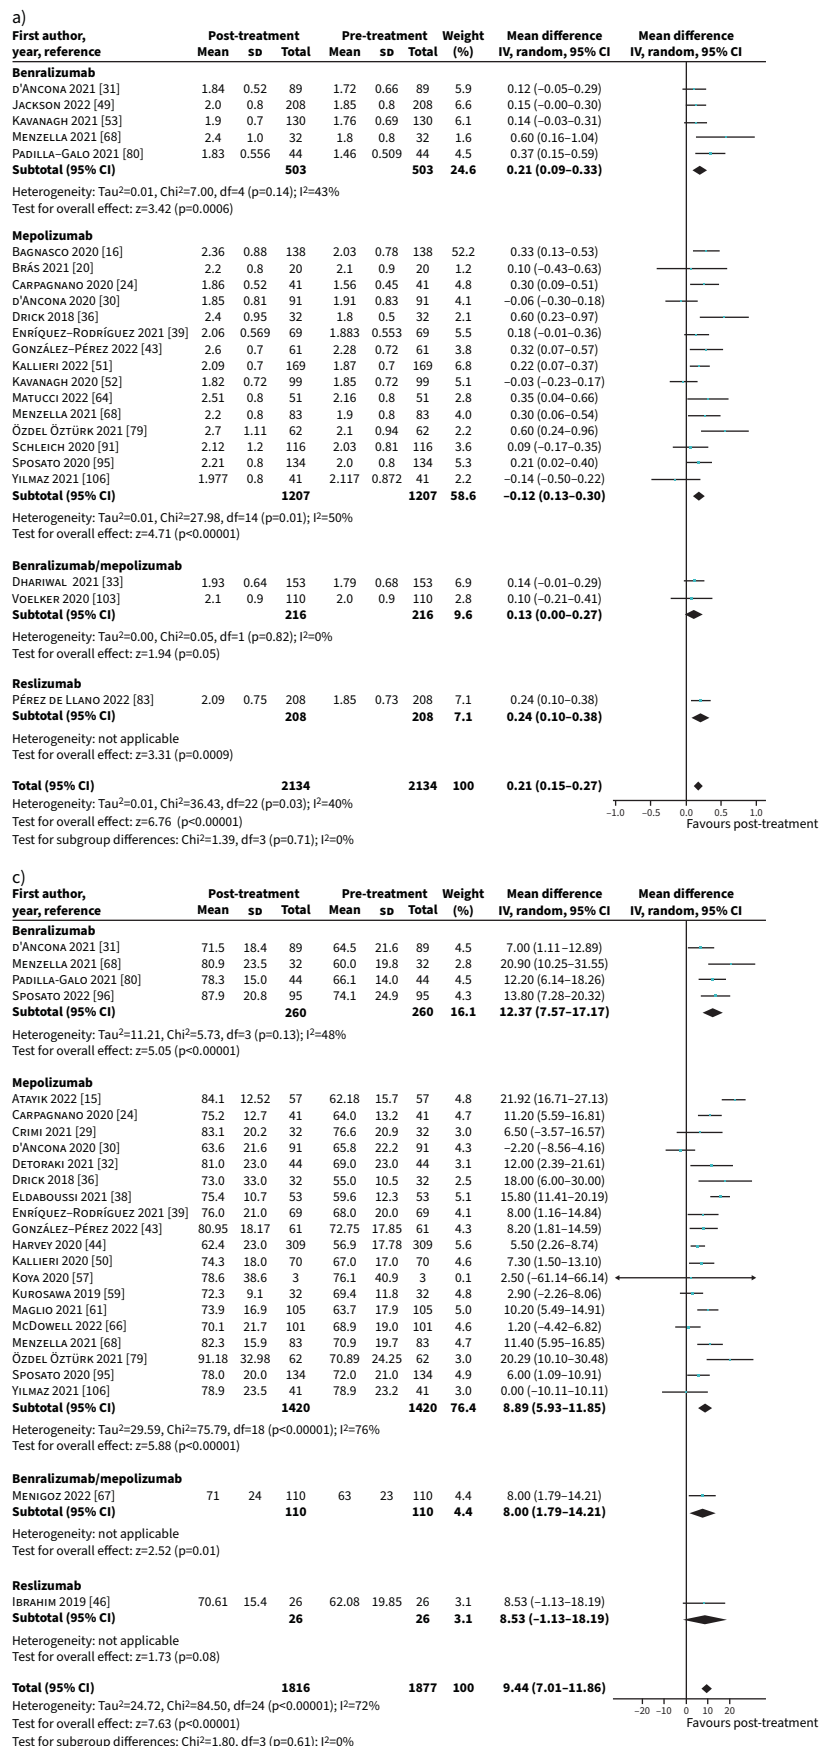 a)
First author, Post-treatment Pre-treatment Weight Mean difference Mean difference
year, reference Mean SD Total Mean SD Total (%) IV, random, 95% CI IV, random, 95% CI
Benralizumab
D'ANCONA 2021 [31] 1.84 0.52 89 1.72 0.66 89 5.9 0.12 (–0.05–0.29)
JACKSON 2022 [49] 2.0 0.8 208 1.85 0.8 208 6.6 0.15 (–0.00–0.30)
KAVANAGH 2021 [53] 1.9 0.7 130 1.76 0.69 130 6.1 0.14 (–0.03–0.31)
MENZELLA 2021 [68] 2.4 1.0 32 1.8 0.8 32 1.6 0.60 (0.16–1.04)
PADILLA–GALO 2021 [80] 1.83 0.556 44 1.46 0.509 44 4.5 0.37 (0.15–0.59)
Subtotal (95% CI) 503 503 24.6 0.21 (0.09–0.33)
Heterogeneity: Tau²=0.01, Chi²=7.00, df=4 (p=0.14); I²=43%
Test for overall effect: z=3.42 (p=0.0006)
Mepolizumab
BAGNASCO 2020 [16] 2.36 0.88 138 2.03 0.78 138 52.2 0.33 (0.13–0.53)
BRÁS 2021 [20] 2.2 0.8 20 2.1 0.9 20 1.2 0.10 (–0.43–0.63)
CARPAGNANO 2020 [24] 1.86 0.52 41 1.56 0.45 41 4.8 0.30 (0.09–0.51)
D'ANCONA 2020 [30] 1.85 0.81 91 1.91 0.83 91 4.1 –0.06 (–0.30–0.18)
DRICK 2018 [36] 2.4 0.95 32 1.8 0.5 32 2.1 0.60 (0.23–0.97)
ENRÍQUEZ–RODRÍGUEZ 2021 [39] 2.06 0.569 69 1.883 0.553 69 5.5 0.18 (–0.01–0.36)
GONZÁLEZ–PÉREZ 2022 [43] 2.6 0.7 61 2.28 0.72 61 3.8 0.32 (0.07–0.57)
KALLIERI 2022 [51] 2.09 0.7 169 1.87 0.7 169 6.8 0.22 (0.07–0.37)
KAVANAGH 2020 [52] 1.82 0.72 99 1.85 0.72 99 5.1 –0.03 (–0.23–0.17)
MATUCCI 2022 [64] 2.51 0.8 51 2.16 0.8 51 2.8 0.35 (0.04–0.66)
MENZELLA 2021 [68] 2.2 0.8 83 1.9 0.8 83 4.0 0.30 (0.06–0.54)
ÖZDEL ÖZTÜRK 2021 [79] 2.7 1.11 62 2.1 0.94 62 2.2 0.60 (0.24–0.96)
SCHLEICH 2020 [91] 2.12 1.2 116 2.03 0.81 116 3.6 0.09 (–0.17–0.35)
SPOSATO 2020 [95] 2.21 0.8 134 2.0 0.8 134 5.3 0.21 (0.02–0.40)
YILMAZ 2021 [106] 1.977 0.8 41 2.117 0.872 41 2.2 –0.14 (–0.50–0.22)
Subtotal (95% CI) 1207 1207 58.6 –0.12 (0.13–0.30)
Heterogeneity: Tau²=0.01, Chi²=27.98, df=14 (p=0.01); I²=50%
Test for overall effect: z=4.71 (p<0.00001)
Benralizumab/mepolizumab
DHARIWAL 2021 [33] 1.93 0.64 153 1.79 0.68 153 6.9 0.14 (–0.01–0.29)
VOELKER 2020 [103] 2.1 0.9 110 2.0 0.9 110 2.8 0.10 (–0.21–0.41)
Subtotal (95% CI) 216 216 9.6 0.13 (0.00–0.27)
Heterogeneity: Tau²=0.00, Chi²=0.05, df=1 (p=0.82); I²=0%
Test for overall effect: z=1.94 (p=0.05)
Reslizumab
PÉREZ DE LLANO 2022 [83] 2.09 0.75 208 1.85 0.73 208 7.1 0.24 (0.10–0.38)
Subtotal (95% CI) 208 208 7.1 0.24 (0.10–0.38)
Heterogeneity: not applicable
Test for overall effect: z=3.31 (p=0.0009)
Total (95% CI) 2134 2134 100 0.21 (0.15–0.27)
Heterogeneity: Tau²=0.01, Chi²=36.43, df=22 (p=0.03); I²=40%
Test for overall effect: z=6.76 (p<0.00001)
Test for subgroup differences: Chi²=1.39, df=3 (p=0.71); I²=0%
–1.0 –0.5 0.0 0.5 1.0
Favours post-treatment
c)
First author, Post-treatment Pre-treatment Weight Mean difference Mean difference
year, reference Mean SD Total Mean SD Total (%) IV, random, 95% CI IV, random, 95% CI
Benralizumab
D'ANCONA 2021 [31] 71.5 18.4 89 64.5 21.6 89 4.5 7.00 (1.11–12.89)
MENZELLA 2021 [68] 80.9 23.5 32 60.0 19.8 32 2.8 20.90 (10.25–31.55)
PADILLA-GALO 2021 [80] 78.3 15.0 44 66.1 14.0 44 4.5 12.20 (6.14–18.26)
SPOSATO 2022 [96] 87.9 20.8 95 74.1 24.9 95 4.3 13.80 (7.28–20.32)
Subtotal (95% CI) 260 260 16.1 12.37 (7.57–17.17)
Heterogeneity: Tau²=11.21, Chi²=5.73, df=3 (p=0.13); I²=48%
Test for overall effect: z=5.05 (p<0.00001)
Mepolizumab
ATAYIK 2022 [15] 84.1 12.52 57 62.18 15.7 57 4.8 21.92 (16.71–27.13)
CARPAGNANO 2020 [24] 75.2 12.7 41 64.0 13.2 41 4.7 11.20 (5.59–16.81)
CRIMI 2021 [29] 83.1 20.2 32 76.6 20.9 32 3.0 6.50 (–3.57–16.57)
D'ANCONA 2020 [30] 63.6 21.6 91 65.8 22.2 91 4.3 –2.20 (–8.56–4.16)
DETORAKI 2021 [32] 81.0 23.0 44 69.0 23.0 44 3.1 12.00 (2.39–21.61)
DRICK 2018 [36] 73.0 33.0 32 55.0 10.5 32 2.5 18.00 (6.00–30.00)
ELDABOUSSI 2021 [38] 75.4 10.7 53 59.6 12.3 53 5.1 15.80 (11.41–20.19)
ENRÍQUEZ–RODRÍGUEZ 2021 [39] 76.0 21.0 69 68.0 20.0 69 4.1 8.00 (1.16–14.84)
GONZÁLEZ–PÉREZ 2022 [43] 80.95 18.17 61 72.75 17.85 61 4.3 8.20 (1.81–14.59)
HARVEY 2020 [44] 62.4 23.0 309 56.9 17.78 309 5.6 5.50 (2.26–8.74)
KALLIERI 2020 [50] 74.3 18.0 70 67.0 17.0 70 4.6 7.30 (1.50–13.10)
KOYA 2020 [57] 78.6 38.6 3 76.1 40.9 3 0.1 2.50 (–61.14–66.14)
KUROSAWA 2019 [59] 72.3 9.1 32 69.4 11.8 32 4.8 2.90 (–2.26–8.06)
MAGLIO 2021 [61] 73.9 16.9 105 63.7 17.9 105 5.0 10.20 (5.49–14.91)
MCDOWELL 2022 [66] 70.1 21.7 101 68.9 19.0 101 4.6 1.20 (–4.42–6.82)
MENZELLA 2021 [68] 82.3 15.9 83 70.9 19.7 83 4.8 11.40 (5.95–16.85)
ÖZDEL ÖZTÜRK 2021 [79] 91.18 32.98 62 70.89 24.25 62 3.0 20.29 (10.10–30.48)
SPOSATO 2020 [95] 78.0 20.0 134 72.0 21.0 134 4.9 6.00 (1.09–10.91)
YILMAZ 2021 [106] 78.9 23.5 41 78.9 23.2 41 3.0 0.00 (–10.11–10.11)
Subtotal (95% CI) 1420 1420 76.4 8.89 (5.93–11.85)
Heterogeneity: Tau²=29.59, Chi²=75.79, df=18 (p<0.00001); I²=76%
Test for overall effect: z=5.88 (p<0.00001)
Benralizumab/mepolizumab
MENIGOZ 2022 [67] 71 24 110 63 23 110 4.4 8.00 (1.79–14.21)
Subtotal (95% CI) 110 110 4.4 8.00 (1.79–14.21)
Heterogeneity: not applicable
Test for overall effect: z=2.52 (p=0.01)
Reslizumab
IBRAHIM 2019 [46] 70.61 15.4 26 62.08 19.85 26 3.1 8.53 (–1.13–18.19)
Subtotal (95% CI) 26 26 3.1 8.53 (–1.13–18.19)
Heterogeneity: not applicable
Test for overall effect: z=1.73 (p=0.08)
Total (95% CI) 1816 1877 100 9.44 (7.01–11.86)
Heterogeneity: Tau²=24.72, Chi²=84.50, df=24 (p<0.00001); I²=72%
Test for overall effect: z=7.63 (p<0.00001)
Test for subgroup differences: Chi²=1.80, df=3 (p=0.61); I²=0%
–20 –10 0 10 20
Favours post-treatment